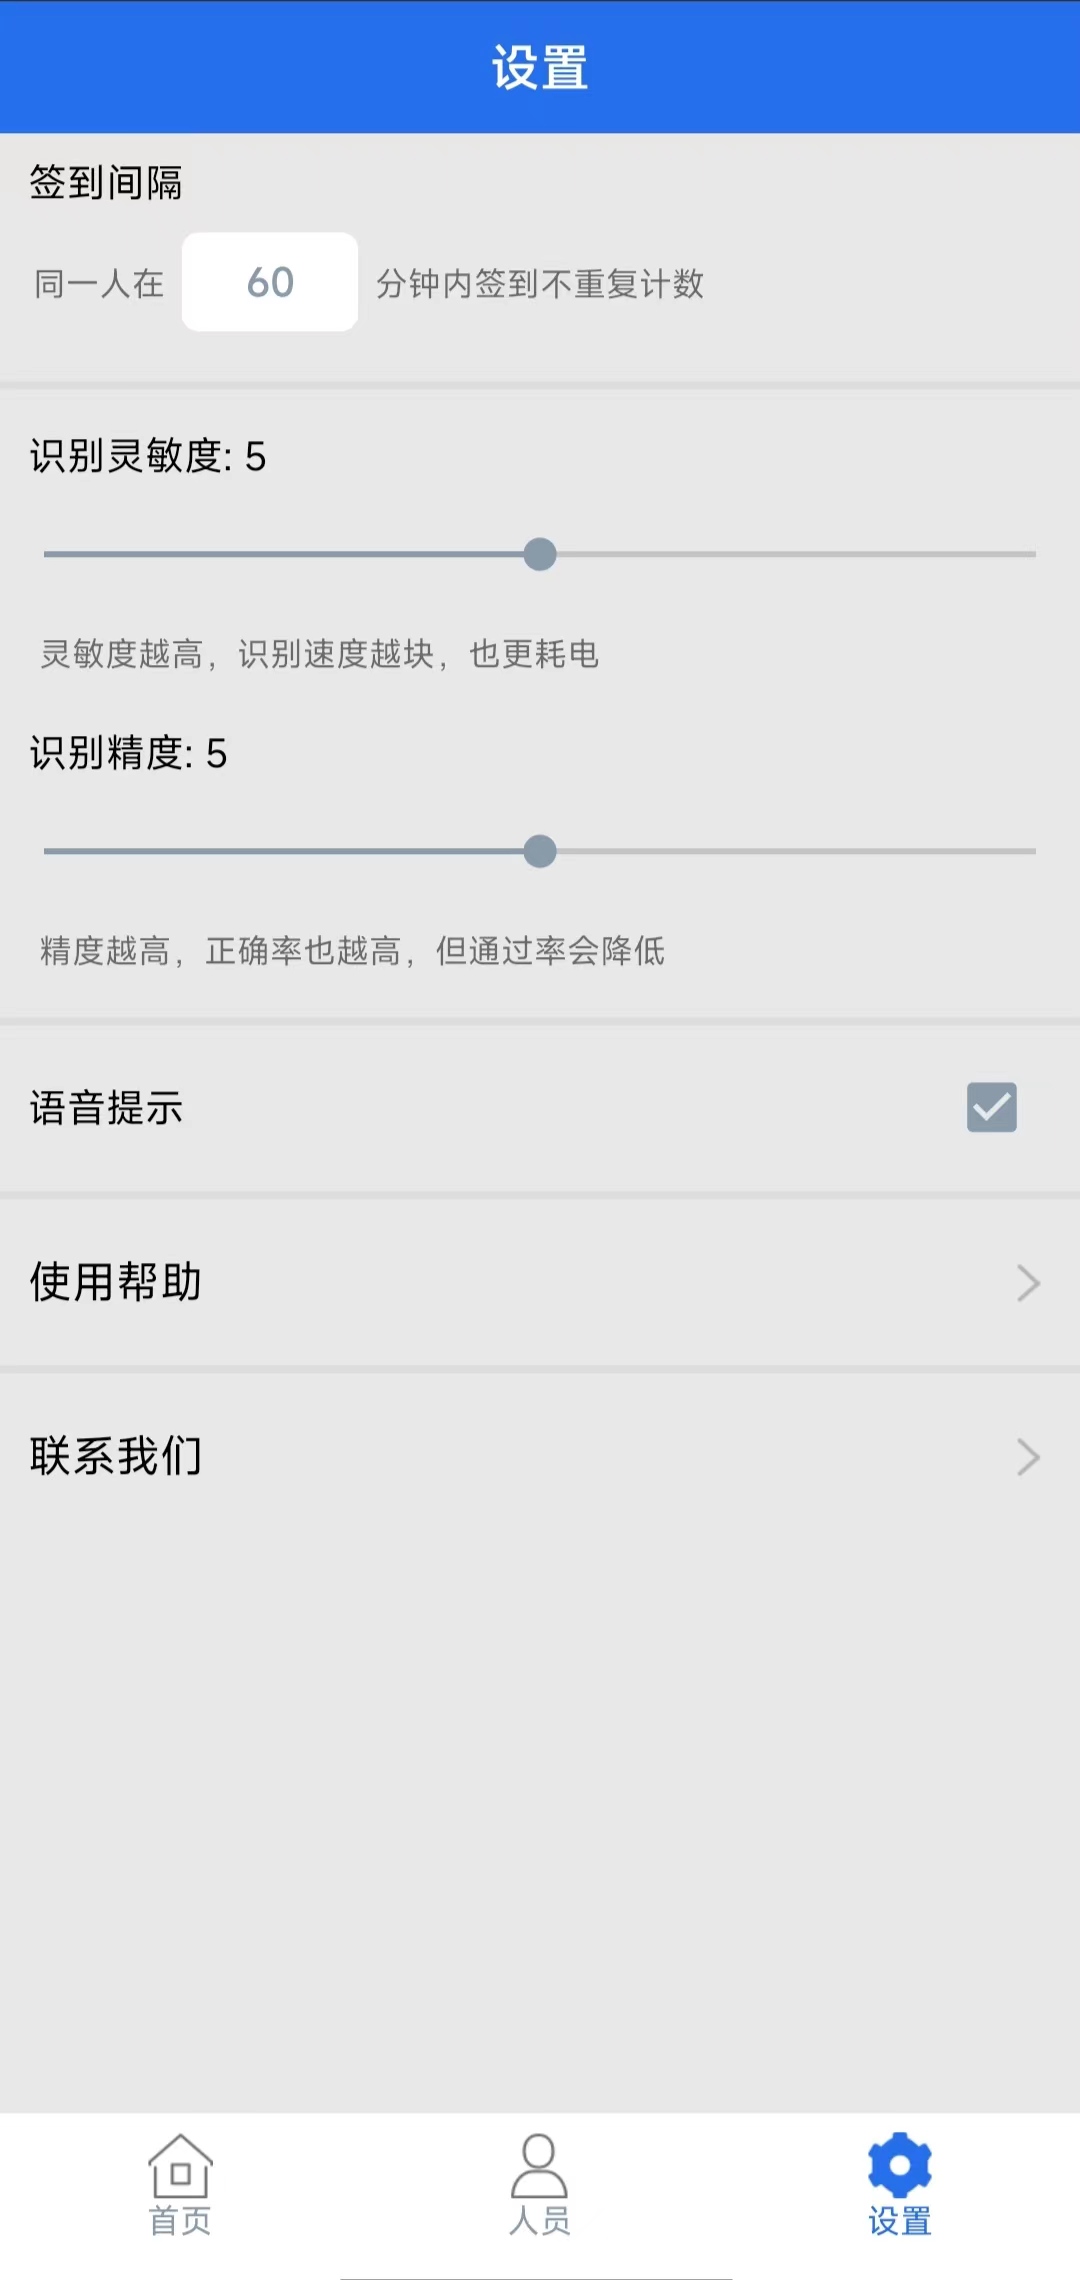 设置
签到间隔
同一人在 60 分钟内签到不重复计数
识别灵敏度: 5
灵敏度越高，识别速度越块，也更耗电
识别精度: 5
精度越高，正确率也越高，但通过率会降低
语音提示
使用帮助
联系我们
首页 人员 设置